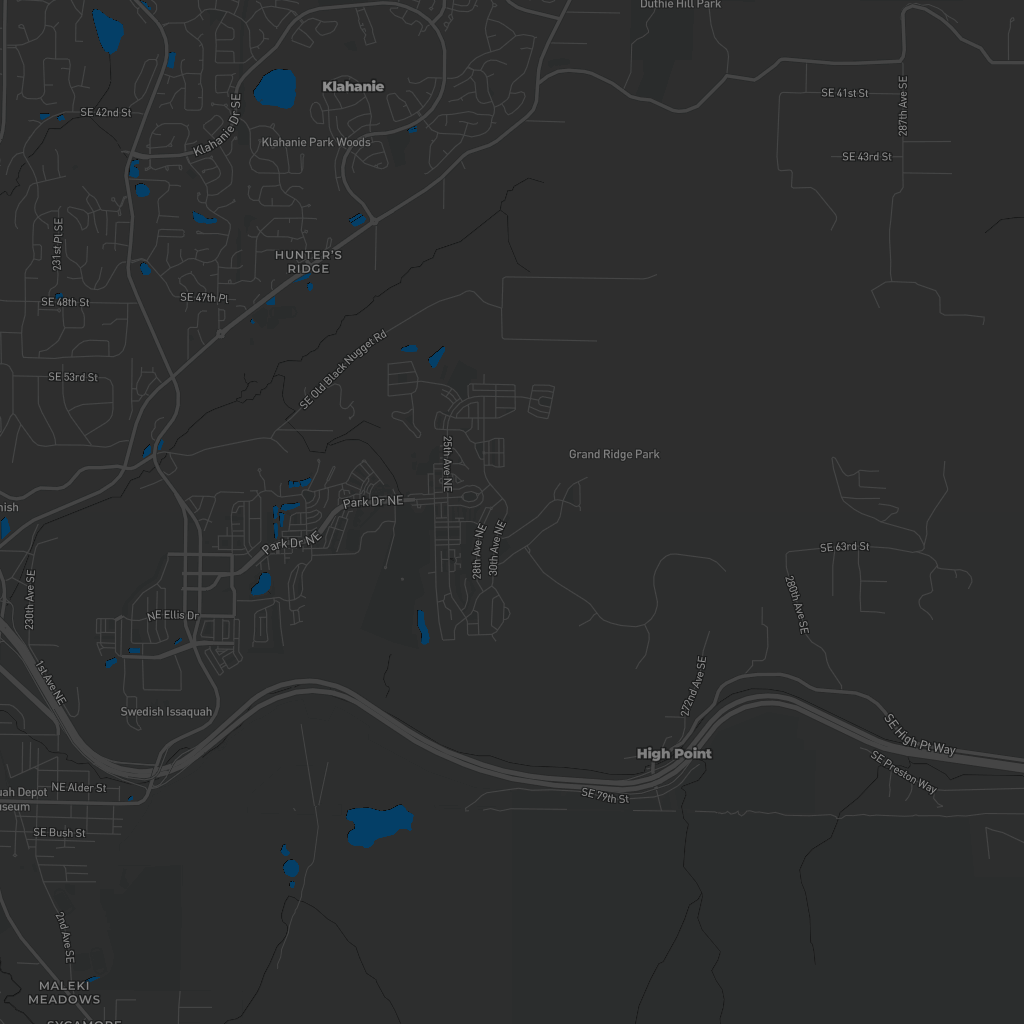 Duthie Hill Park
Klahanie
SE 41st St
287th Ave SE
SE 42nd St
Klahanie Dr SE
Klahanie Park Woods
SE 43rd St
231st Pl SE
HUNTER'S
RIDGE
SE 48th St
SE 47th Pl
SE Old Black Nugget Rd
SE 53rd St
25th Ave NE
Grand Ridge Park
nish
Park Dr NE
Park Dr NE
28th Ave NE
30th Ave NE
SE 63rd St
230th Ave SE
280th Ave SE
NE Ellis Dr
1st Ave NE
272nd Ave SE
Swedish Issaquah
SE High Pt Way
High Point
SE Preston Way
NE Alder St
uah Depot
useum
SE 79th St
SE Bush St
2nd Ave SE
MALEKI
MEADOWS
SYCAMORE